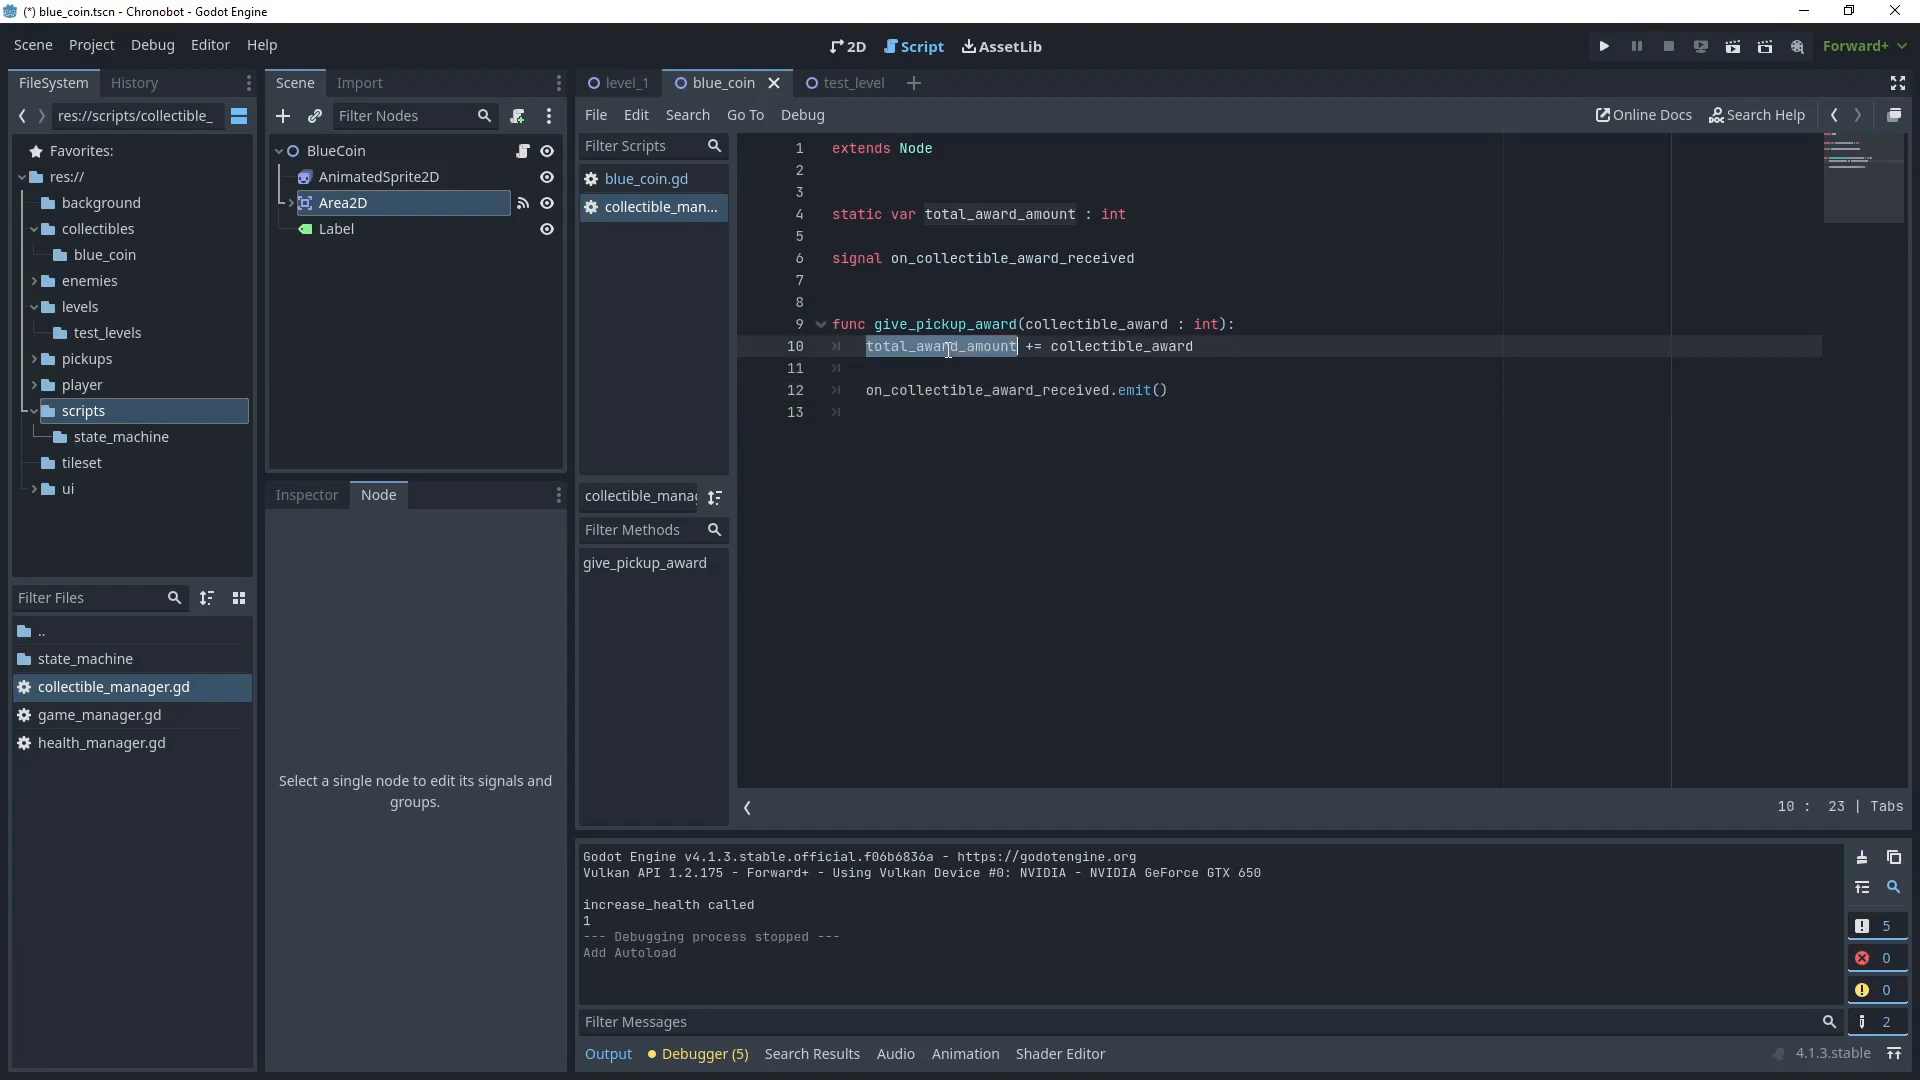 (*) blue_coin.tscn - Chronobot - Godot Engine
Scene Project Debug Editor Help
2D Script AssetLib
Forward+
FileSystem History
res://scripts/collectible_
Favorites:
res://
background
collectibles
blue_coin
enemies
levels
test_levels
pickups
player
scripts
state_machine
tileset
ui
Filter Files
..
state_machine
collectible_manager.gd
game_manager.gd
health_manager.gd
Scene Import
Filter Nodes
BlueCoin
AnimatedSprite2D
Area2D
Label
Inspector Node
Select a single node to edit its signals and
groups.
level_1 blue_coin test_level
File Edit Search Go To Debug
Online Docs Search Help
Filter Scripts
blue_coin.gd
collectible_man...
collectible_mana
Filter Methods
give_pickup_award
1 extends Node
2
3
4 static var total_award_amount : int
5
6 signal on_collectible_award_received
7
8
9 func give_pickup_award(collectible_award : int):
10 total_award_amount += collectible_award
11
12 on_collectible_award_received.emit()
13
10 : 23 | Tabs
Godot Engine v4.1.3.stable.official.f06b6836a - https://godotengine.org
Vulkan API 1.2.175 - Forward+ - Using Vulkan Device #0: NVIDIA - NVIDIA GeForce GTX 650
increase_health called
1
--- Debugging process stopped ---
Add Autoload
5
0
0
2
Filter Messages
Output Debugger (5) Search Results Audio Animation Shader Editor
4.1.3.stable